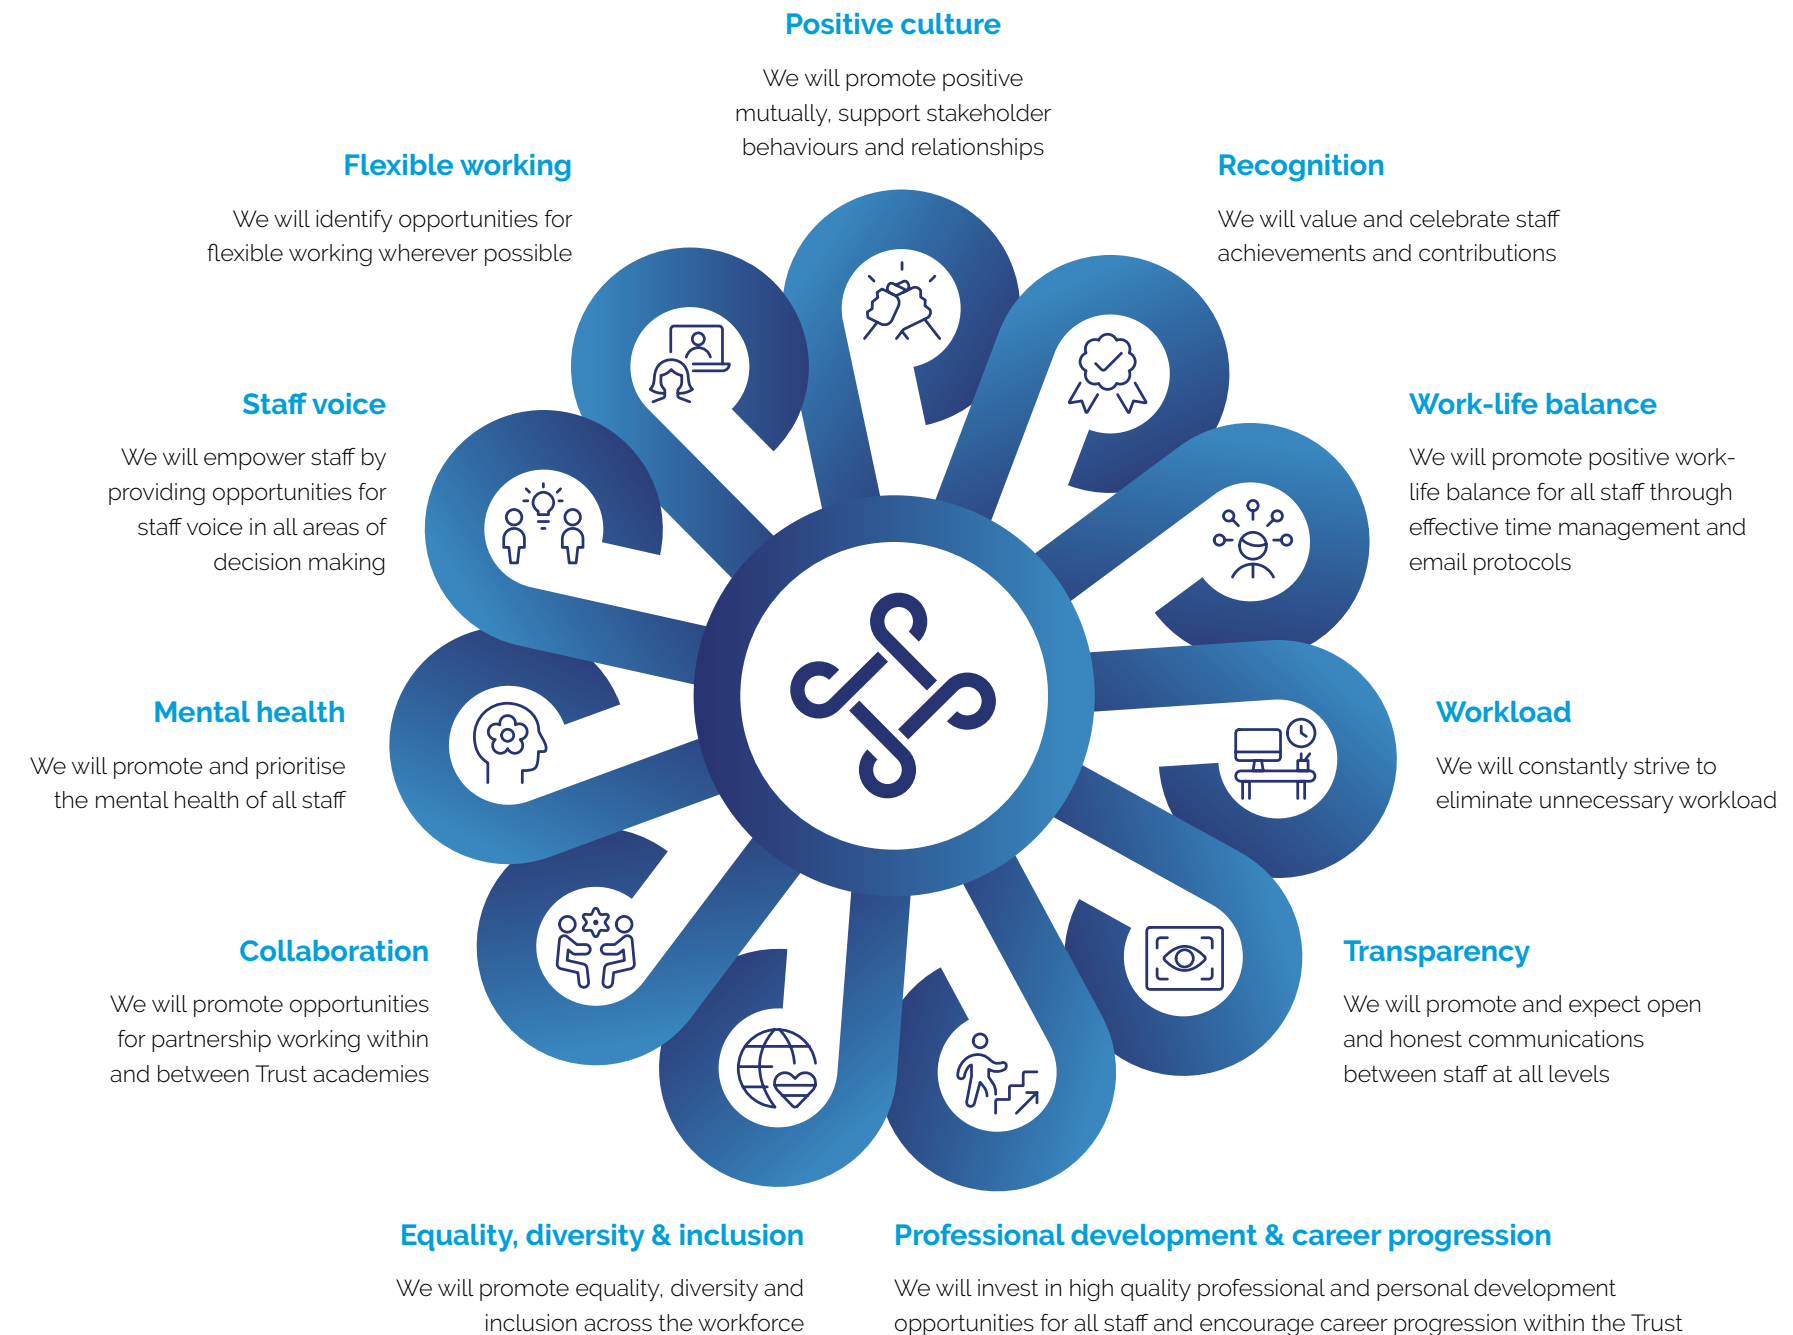 Positive culture
We will promote positive
mutually, support stakeholder
behaviours and relationships
Recognition
We will value and celebrate staff
achievements and contributions
Work-life balance
We will promote positive work-
life balance for all staff through
effective time management and
email protocols
Workload
We will constantly strive to
eliminate unnecessary workload
Transparency
We will promote and expect open
and honest communications
between staff at all levels
Professional development & career progression
We will invest in high quality professional and personal development
opportunities for all staff and encourage career progression within the Trust
Equality, diversity & inclusion
We will promote equality, diversity and
inclusion across the workforce
Collaboration
We will promote opportunities
for partnership working within
and between Trust academies
Mental health
We will promote and prioritise
the mental health of all staff
Staff voice
We will empower staff by
providing opportunities for
staff voice in all areas of
decision making
Flexible working
We will identify opportunities for
flexible working wherever possible